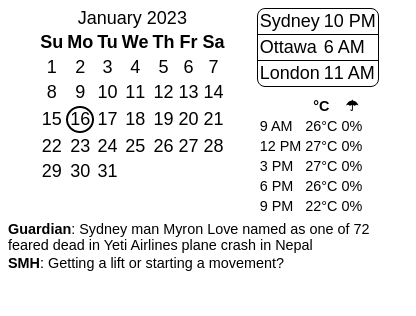 January 2023
Su Mo Tu We Th Fr Sa
1 2 3 4 5 6 7
8 9 10 11 12 13 14
15 16 17 18 19 20 21
22 23 24 25 26 27 28
29 30 31
Sydney 10 PM
Ottawa 6 AM
London 11 AM
°C ☂
9 AM 26°C 0%
12 PM 27°C 0%
3 PM 27°C 0%
6 PM 26°C 0%
9 PM 22°C 0%
Guardian: Sydney man Myron Love named as one of 72
feared dead in Yeti Airlines plane crash in Nepal
SMH: Getting a lift or starting a movement?